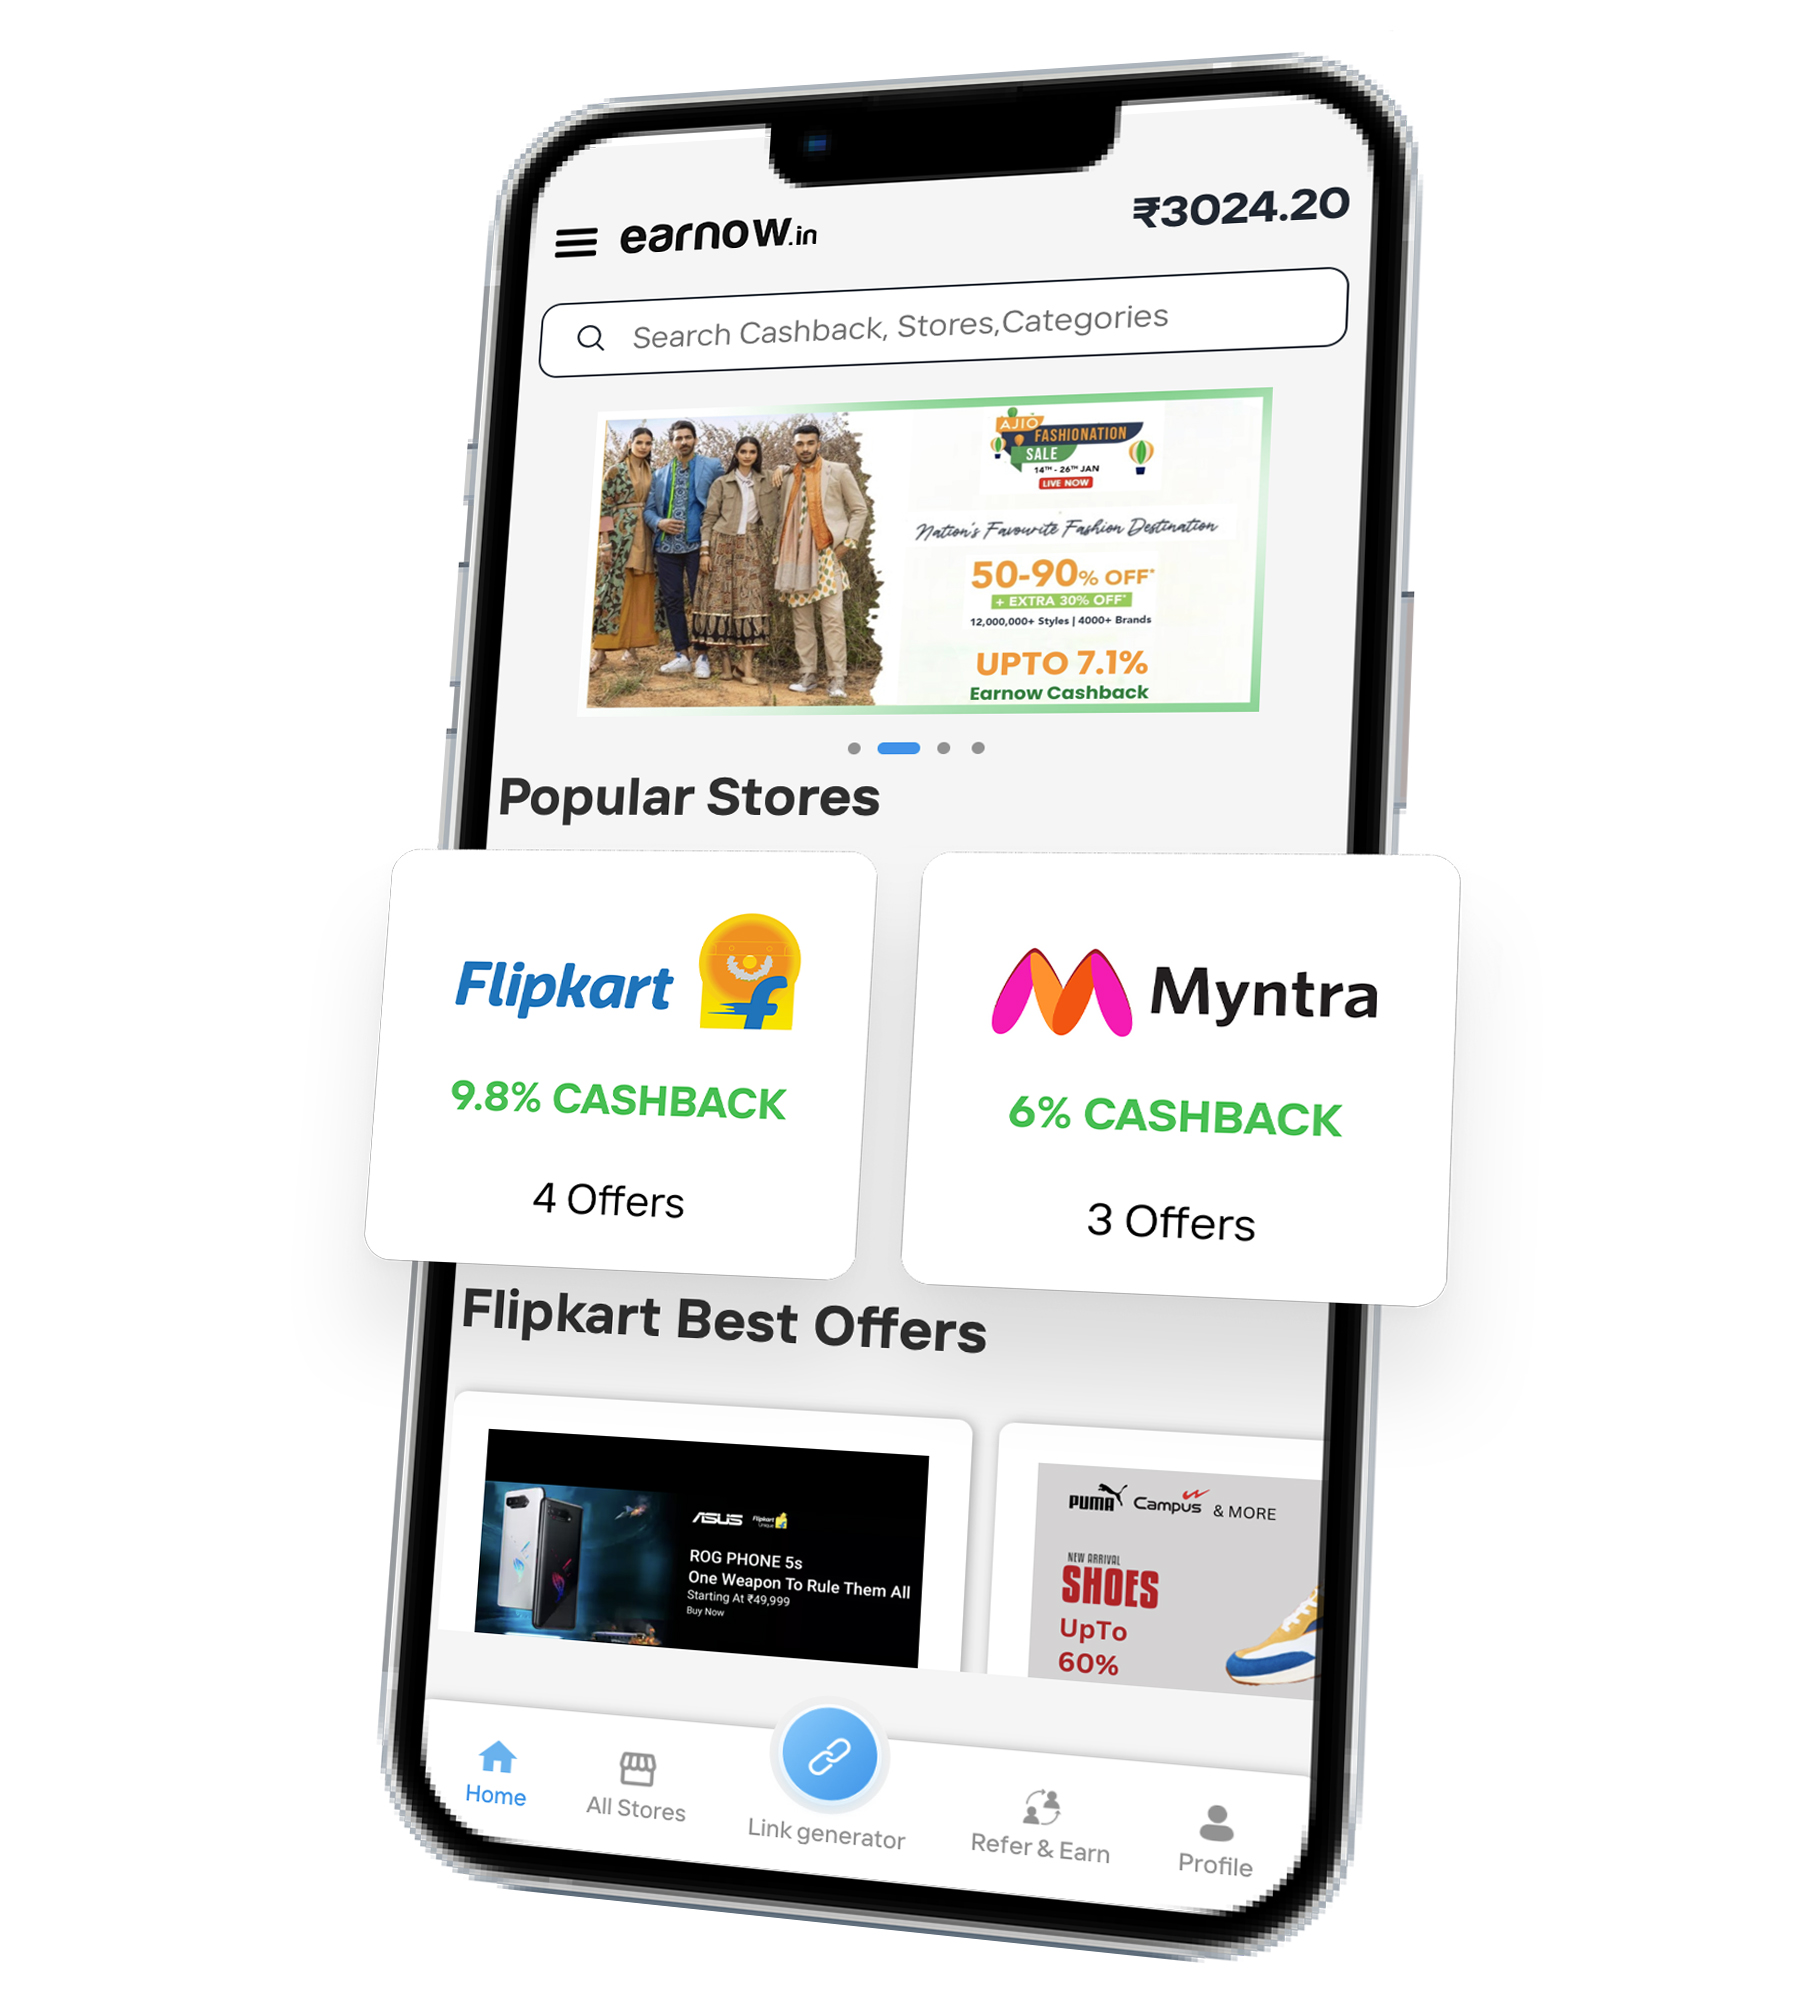 ₹3024.20
earnow.in
Search Cashback, Stores,Categories
AJIO
FASHIONATION
SALE
14TH - 26TH JAN
LIVE NOW
Nation's Favourite Fashion Destination
50-90% OFF*
+ EXTRA 30% OFF*
12,000,000+ Styles | 4000+ Brands
UPTO 7.1%
Earnow Cashback
Popular Stores
Flipkart
9.8% CASHBACK
4 Offers
Myntra
6% CASHBACK
3 Offers
Flipkart Best Offers
ASUS Flipkart
Unique
ROG PHONE 5s
One Weapon To Rule Them All
Starting At ₹49,999
Buy Now
PUMA Campus & MORE
NEW ARRIVAL
SHOES
UpTo
60%
Home
All Stores
Link generator
Refer & Earn
Profile